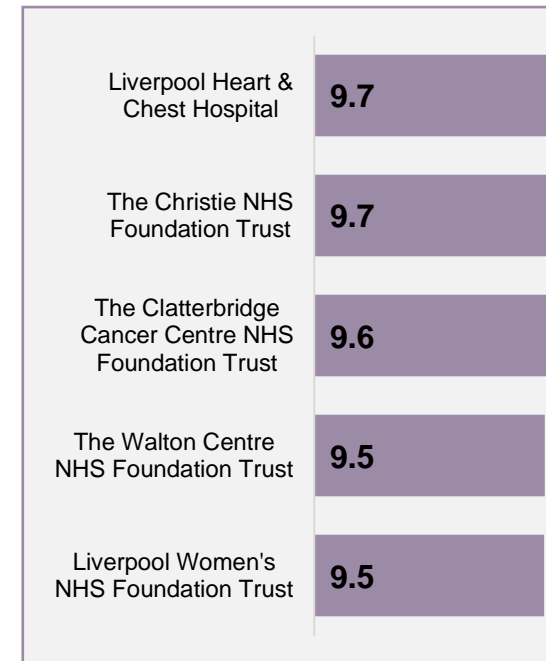 Liverpool Heart &
Chest Hospital
9.7
The Christie NHS
Foundation Trust
9.7
The Clatterbridge
Cancer Centre NHS
Foundation Trust
9.6
The Walton Centre
NHS Foundation Trust
9.5
Liverpool Women's
NHS Foundation Trust
9.5